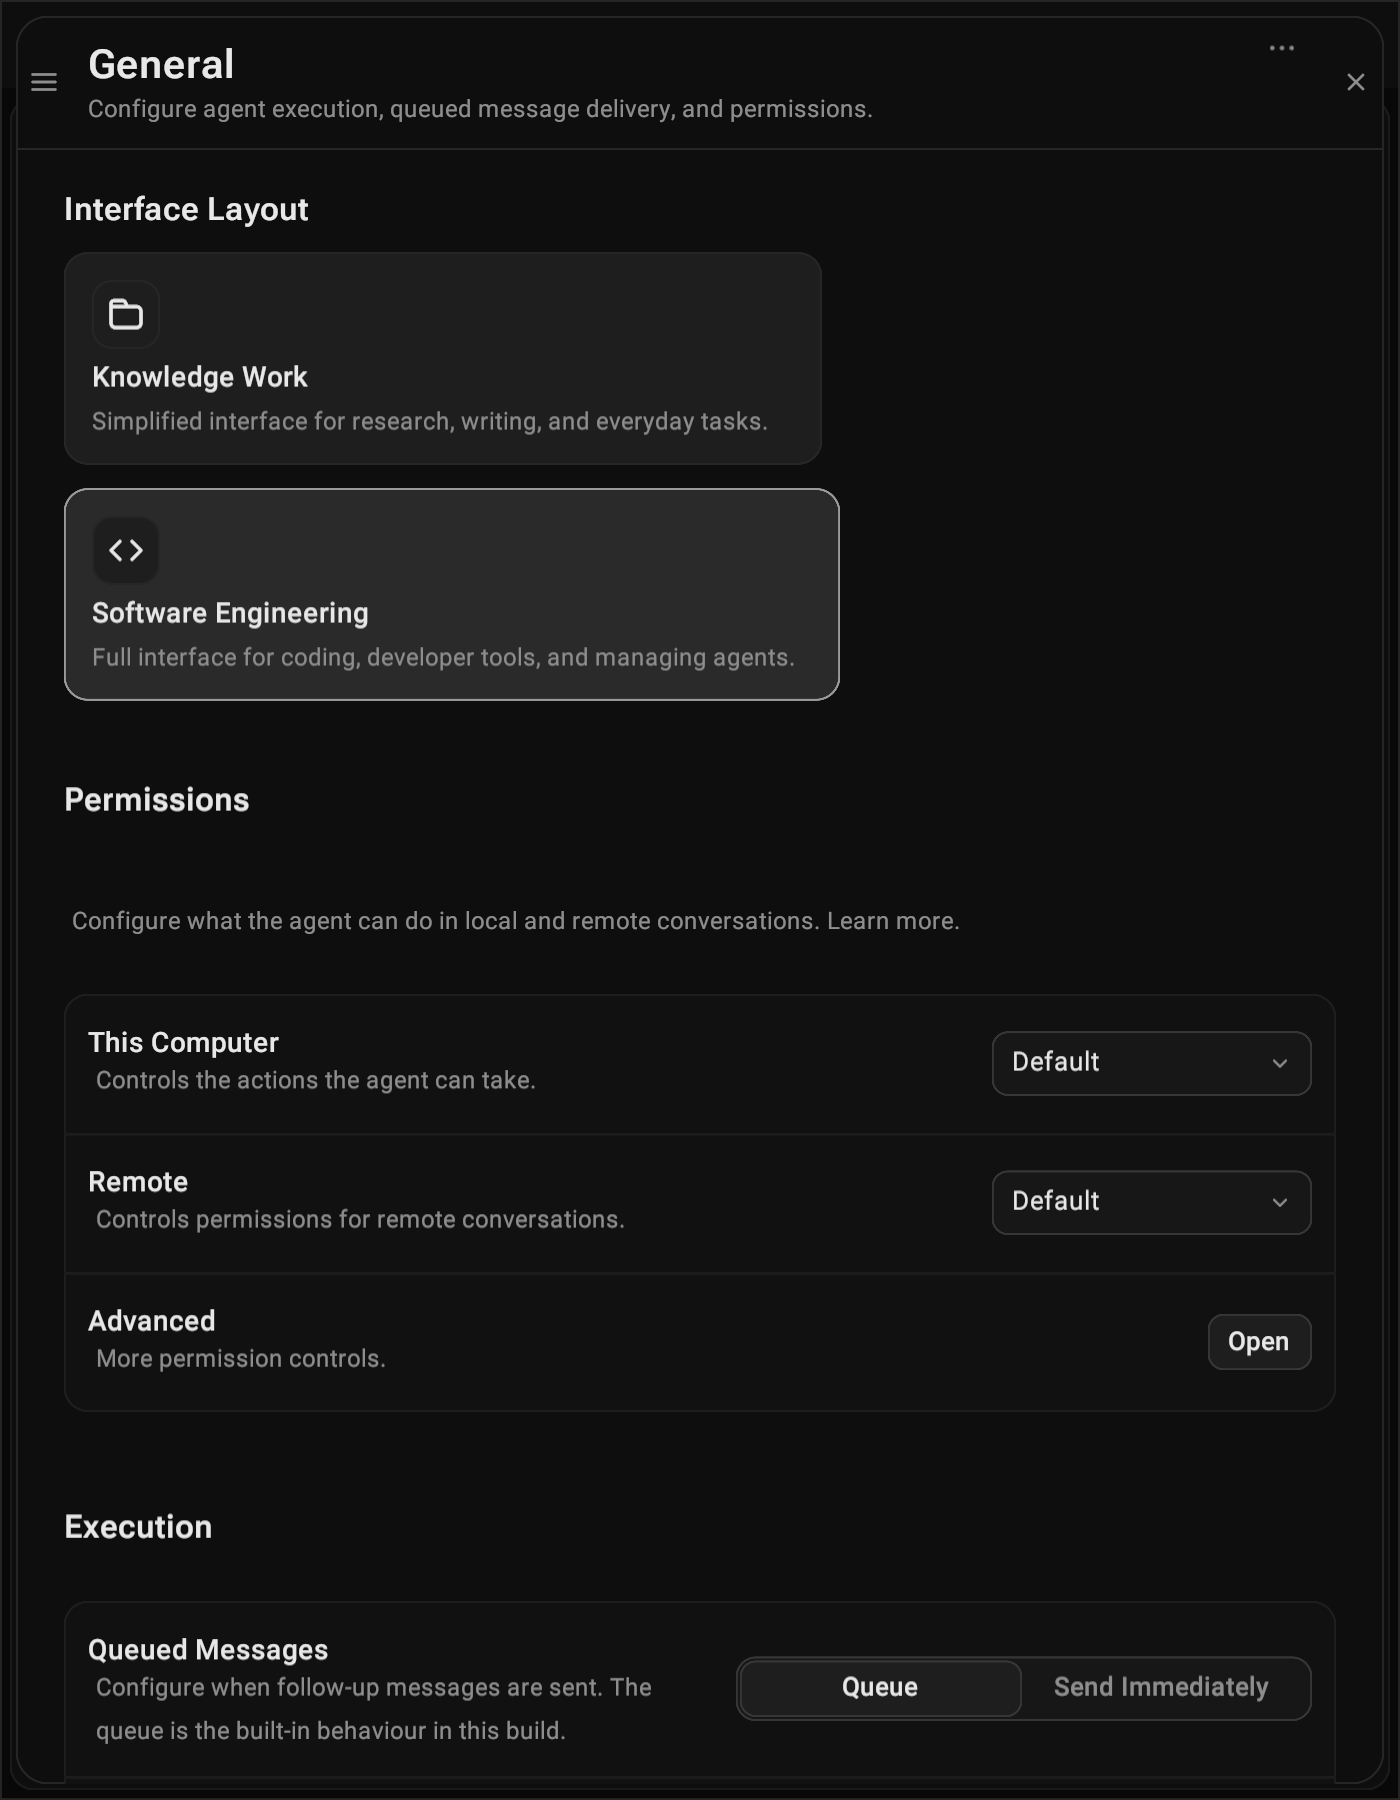 General
Configure agent execution, queued message delivery, and permissions.
Interface Layout
Knowledge Work
Simplified interface for research, writing, and everyday tasks.
Software Engineering
Full interface for coding, developer tools, and managing agents.
Permissions
Configure what the agent can do in local and remote conversations. Learn more.
This Computer
Controls the actions the agent can take.
Default
Remote
Controls permissions for remote conversations.
Default
Advanced
More permission controls.
Open
Execution
Queued Messages
Configure when follow-up messages are sent. The
queue is the built-in behaviour in this build.
Queue
Send Immediately